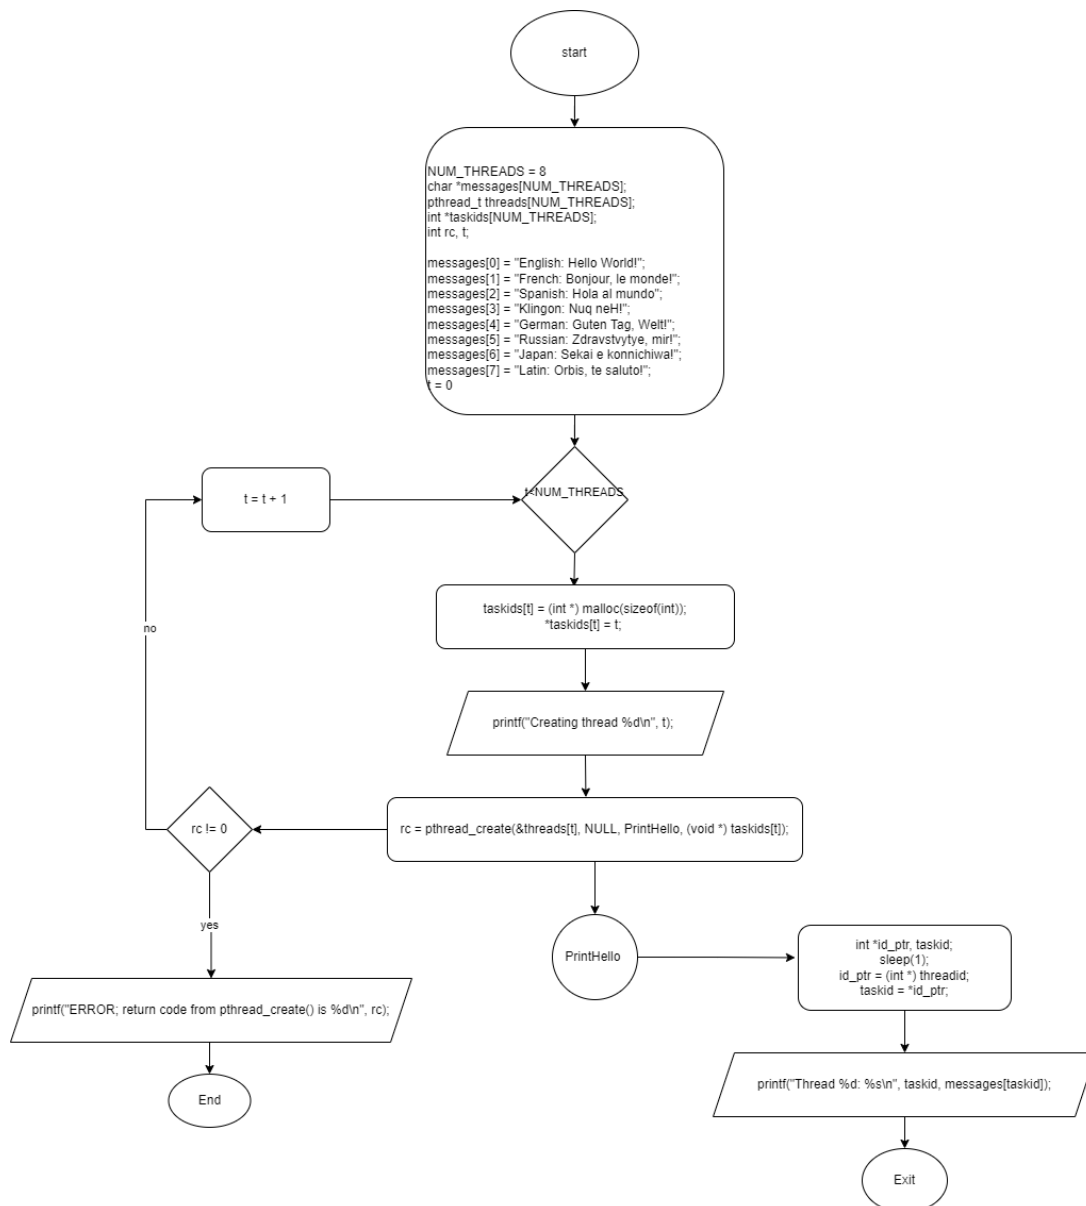 start
NUM_THREADS = 8
char *messages[NUM_THREADS];
pthread_t threads[NUM_THREADS];
int *taskids[NUM_THREADS];
int rc, t;
messages[0] = "English: Hello World!";
messages[1] = "French: Bonjour, le monde!";
messages[2] = "Spanish: Hola al mundo";
messages[3] = "Klingon: Nuq neH!";
messages[4] = "German: Guten Tag, Welt!";
messages[5] = "Russian: Zdravstvytye, mir!";
messages[6] = "Japan: Sekai e konnichiwa!";
messages[7] = "Latin: Orbis, te saluto!";
t = 0
t<NUM_THREADS
t = t + 1
taskids[t] = (int *) malloc(sizeof(int));
*taskids[t] = t;
no
printf("Creating thread %d\n", t);
rc = pthread_create(&threads[t], NULL, PrintHello, (void *) taskids[t]);
rc != 0
yes
PrintHello
int *id_ptr, taskid;
sleep(1);
id_ptr = (int *) threadid;
taskid = *id_ptr;
printf("ERROR; return code from pthread_create() is %d\n", rc);
End
printf("Thread %d: %s\n", taskid, messages[taskid]);
Exit